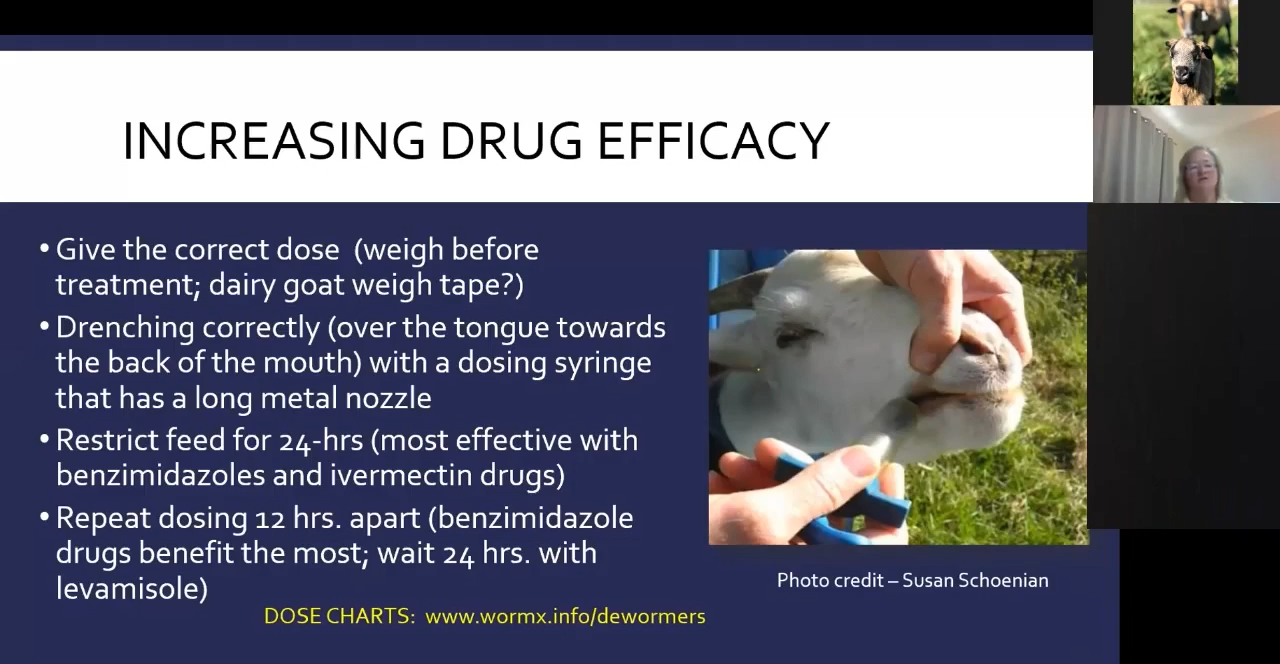 INCREASING DRUG EFFICACY
• Give the correct dose (weigh before
treatment; dairy goat weigh tape?)
• Drenching correctly (over the tongue towards
the back of the mouth) with a dosing syringe
that has a long metal nozzle
• Restrict feed for 24-hrs (most effective with
benzimidazoles and ivermectin drugs)
• Repeat dosing 12 hrs. apart (benzimidazole
drugs benefit the most; wait 24 hrs. with
levamisole)
Photo credit – Susan Schoenian
DOSE CHARTS: www.wormx.info/dewormers